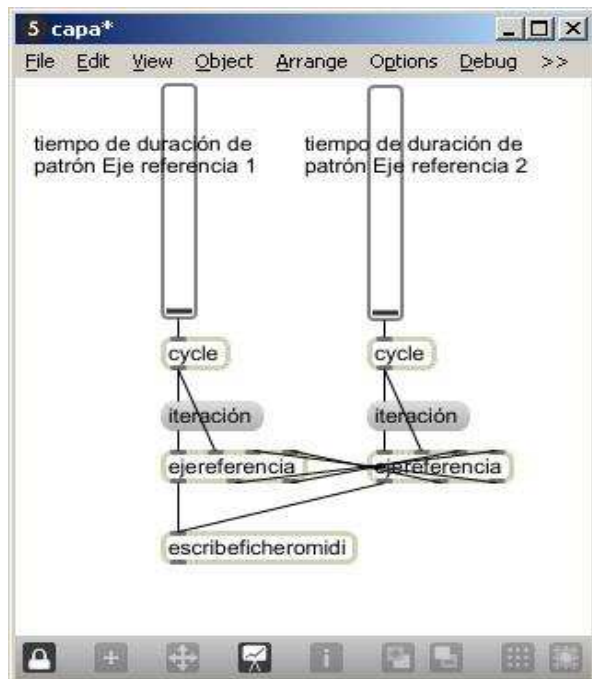 5 capa*
File Edit View Object Arrange Options Debug >>
tiempo de duración de
patrón Eje referencia 1
tiempo de duración de
patrón Eje referencia 2
cycle
cycle
iteración
iteración
ejereferencia
ejereferencia
escribeficheromidi